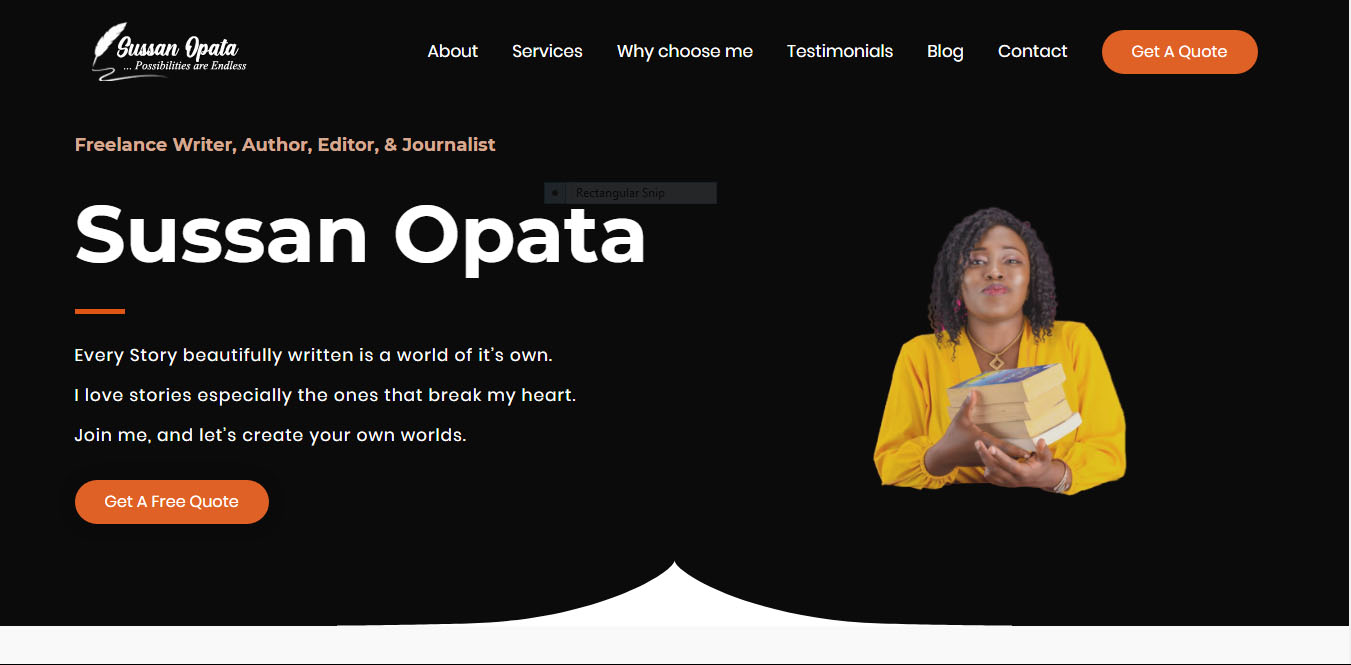 Sussan Opata
... Possibilities are Endless
About Services Why choose me Testimonials Blog Contact Get A Quote
Freelance Writer, Author, Editor, & Journalist
Rectangular Snip
Sussan Opata
Every Story beautifully written is a world of it's own.
I love stories especially the ones that break my heart.
Join me, and let's create your own worlds.
Get A Free Quote